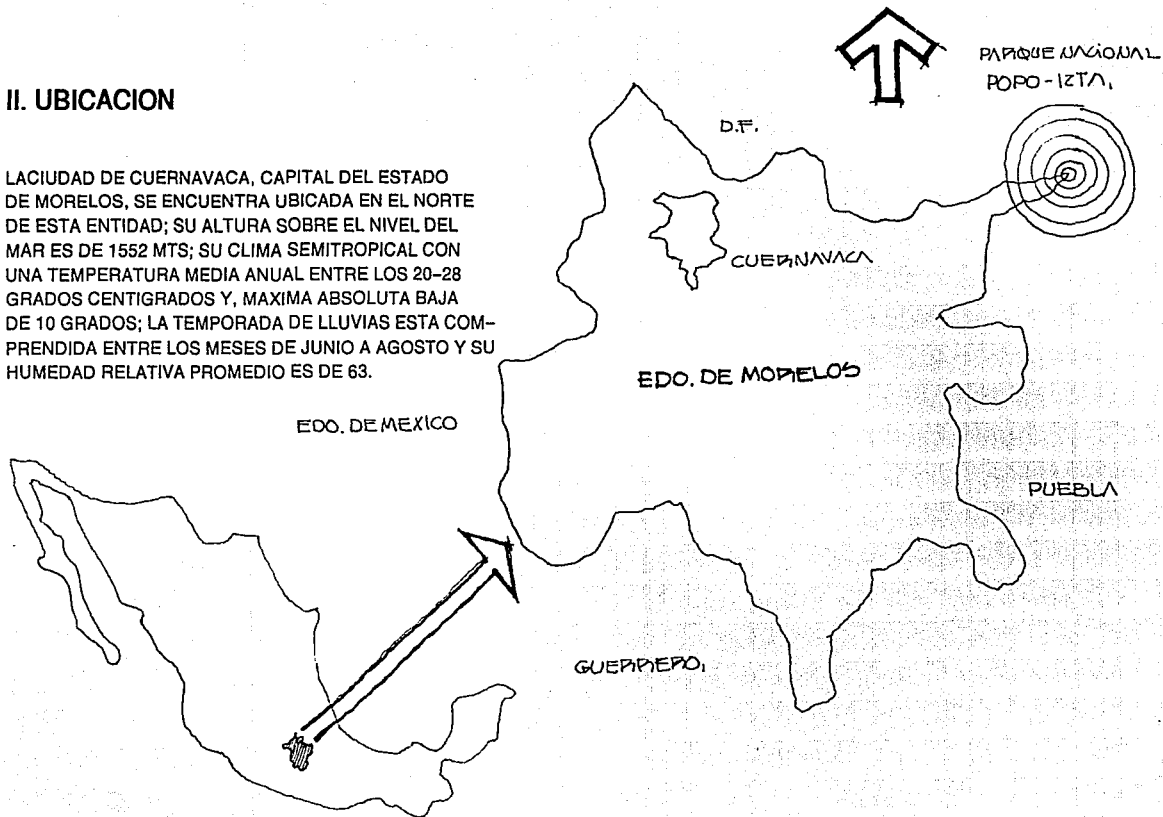 II. UBICACION
LACIUDAD DE CUERNAVACA, CAPITAL DEL ESTADO
DE MORELOS, SE ENCUENTRA UBICADA EN EL NORTE
DE ESTA ENTIDAD; SU ALTURA SOBRE EL NIVEL DEL
MAR ES DE 1552 MTS; SU CLIMA SEMITROPICAL CON
UNA TEMPERATURA MEDIA ANUAL ENTRE LOS 20-28
GRADOS CENTIGRADOS Y, MAXIMA ABSOLUTA BAJA
DE 10 GRADOS; LA TEMPORADA DE LLUVIAS ESTA COM-
PRENDIDA ENTRE LOS MESES DE JUNIO A AGOSTO Y SU
HUMEDAD RELATIVA PROMEDIO ES DE 63.
PARQUE NACIONAL
POPO-IZTA.
D.F.
CUERNAVACA
EDO. DE MORELOS
EDO. DE MEXICO
PUEBLA
GUERRERO.